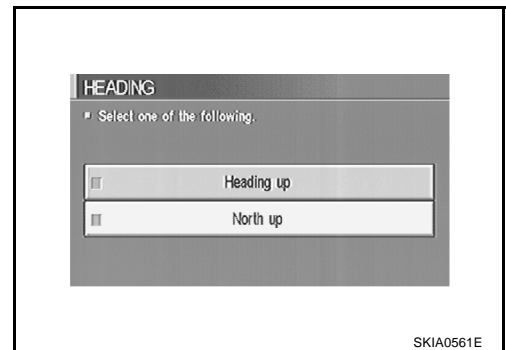 HEADING
Select one of the following.
Heading up
North up
SKIA0561E